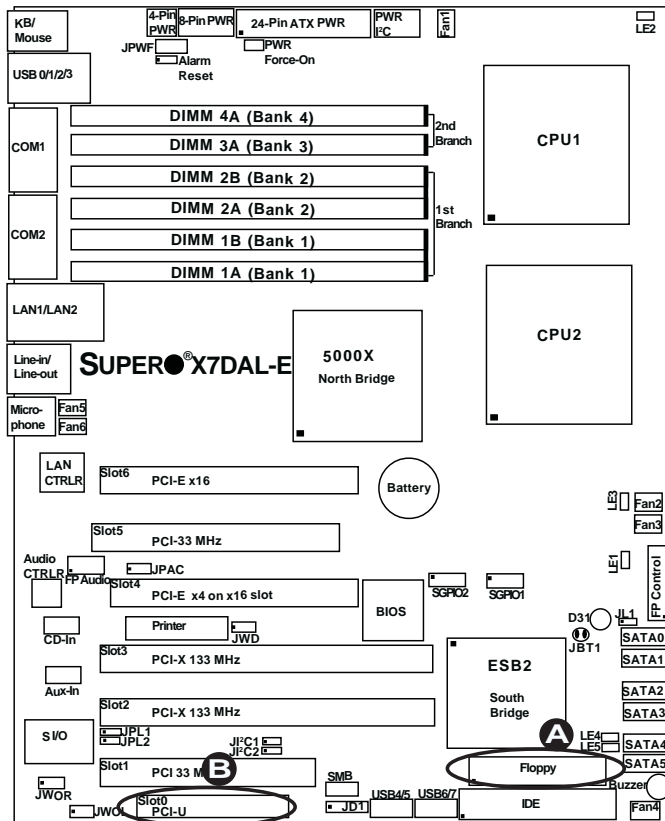 KB/
Mouse
4-Pin
PWR
8-Pin PWR
24-Pin ATX PWR
PWR
I²C
Fan1
LE2
JPWF
Alarm
Reset
PWR
Force-On
USB 0/1/2/3
COM1
COM2
DIMM 4A (Bank 4)
DIMM 3A (Bank 3)
DIMM 2B (Bank 2)
DIMM 2A (Bank 2)
DIMM 1B (Bank 1)
DIMM 1A (Bank 1)
2nd
Branch
1st
Branch
CPU1
CPU2
LAN1/LAN2
Line-in/
Line-out
SUPER●®X7DAL-E
5000X
North Bridge
Micro-
phone
Fan5
Fan6
LAN
CTRLR
Slot6
PCI-E x16
Battery
LE3
Fan2
Fan3
Slot5
PCI-33 MHz
Audio
CTRLR
FP Audio
JPAC
Slot4
PCI-E x4 on x16 slot
BIOS
SGPIO2
SGPIO1
LE1
FP Control
D31
JL1
JBT1
CD-In
Printer
JWD
SATA0
SATA1
SATA2
SATA3
SATA4
SATA5
Slot3
PCI-X 133 MHz
ESB2
South
Bridge
Aux-In
Slot2
PCI-X 133 MHz
S I/O
JPL1
JPL2
JI²C1
JI²C2
A
LE4
LE5
Slot1
PCI 33 M
B
Floppy
Buzzer
JWOR
JWOL
Slot0
PCI-U
SMB
JD1
USB4/5
USB6/7
IDE
Fan4